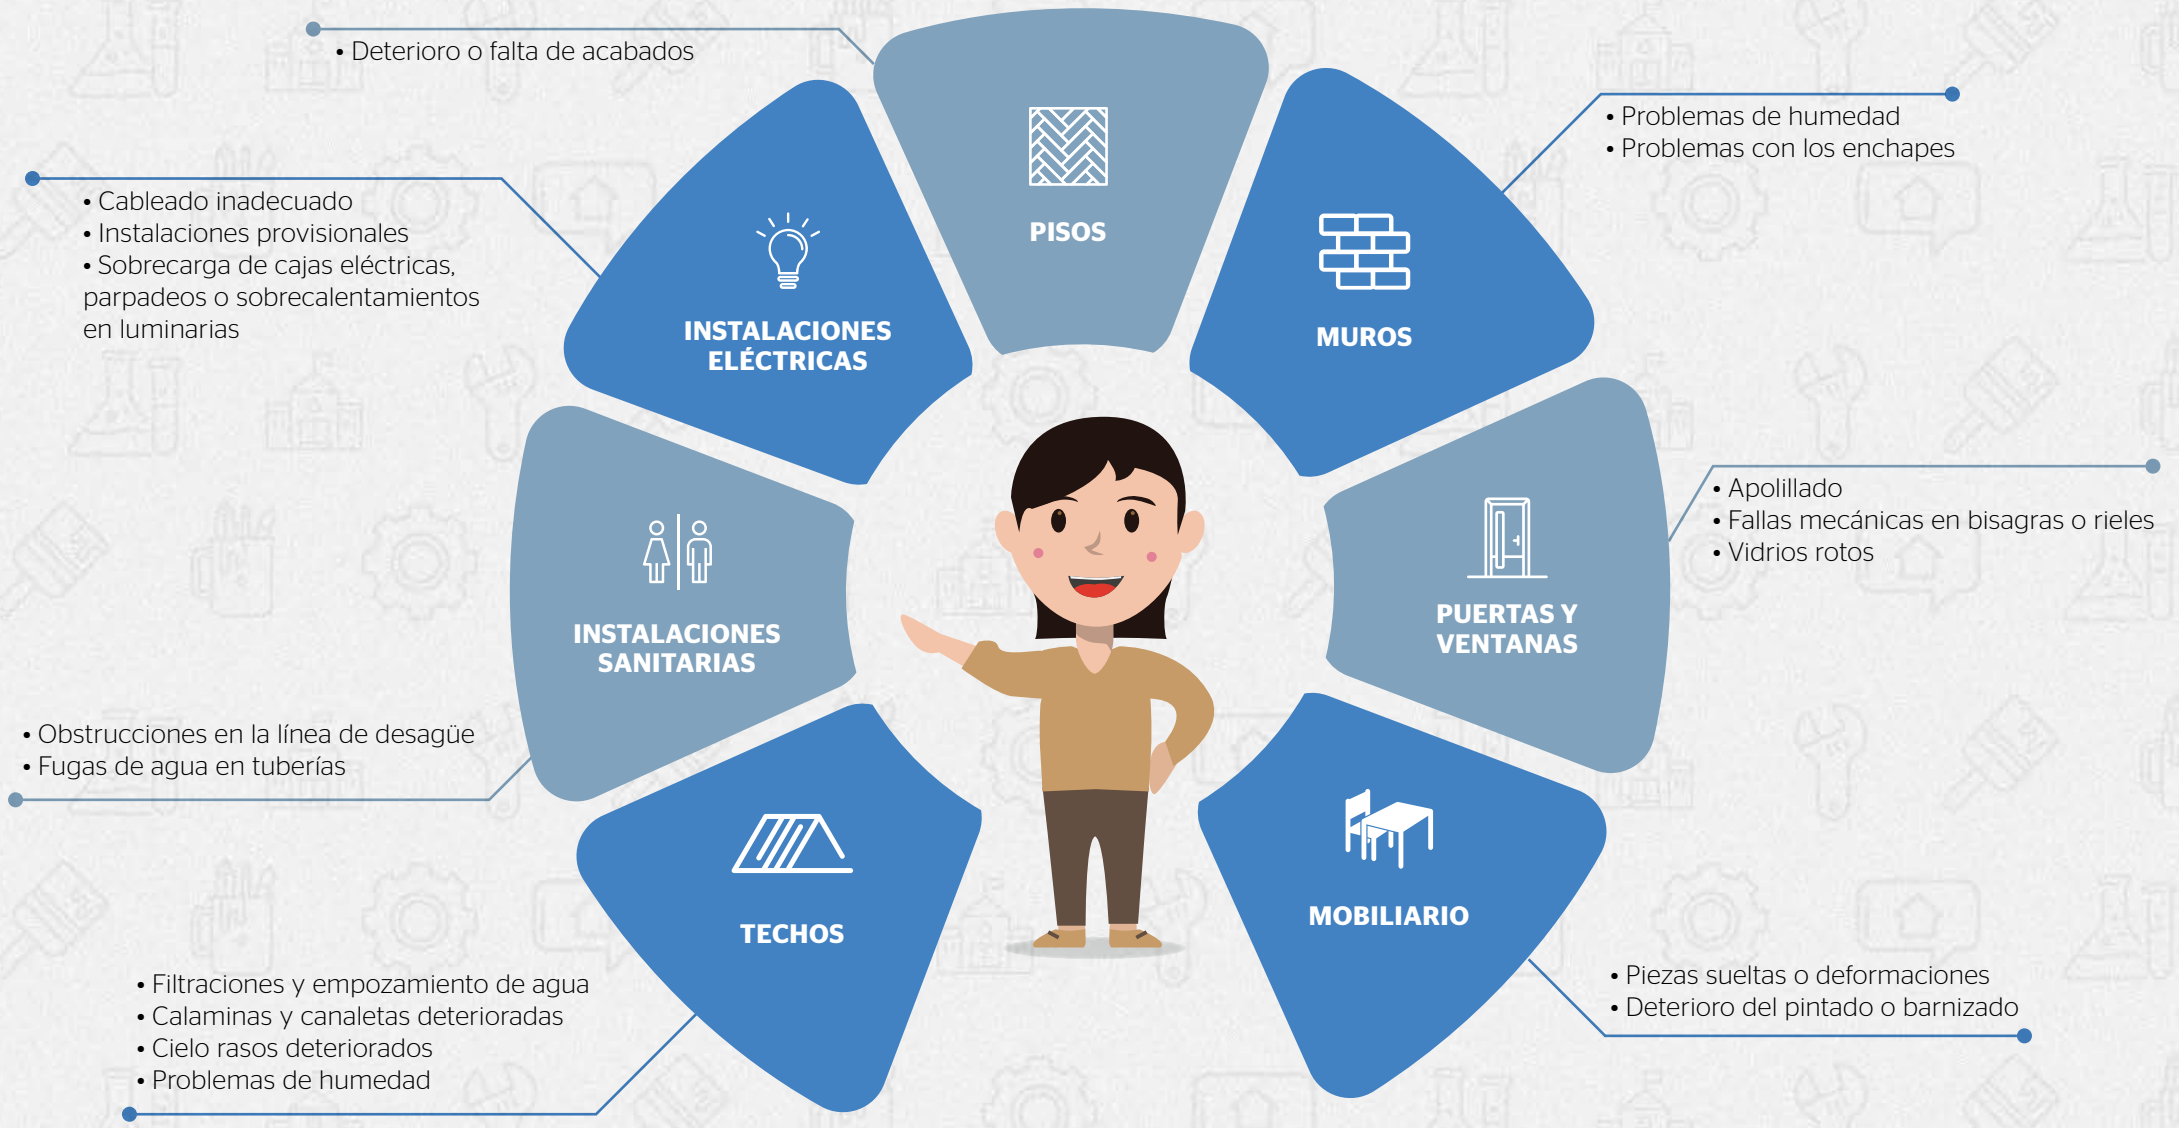 • Deterioro o falta de acabados
PISOS
• Problemas de humedad
• Problemas con los enchapes
MUROS
• Cableado inadecuado
• Instalaciones provisionales
• Sobrecarga de cajas eléctricas,
parpadeos o sobrecalentamientos
en luminarias
INSTALACIONES
ELÉCTRICAS
• Apolillado
• Fallas mecánicas en bisagras o rieles
• Vidrios rotos
PUERTAS Y
VENTANAS
INSTALACIONES
SANITARIAS
• Obstrucciones en la línea de desagüe
• Fugas de agua en tuberías
TECHOS
• Filtraciones y empozamiento de agua
• Calaminas y canaletas deterioradas
• Cielo rasos deteriorados
• Problemas de humedad
MOBILIARIO
• Piezas sueltas o deformaciones
• Deterioro del pintado o barnizado